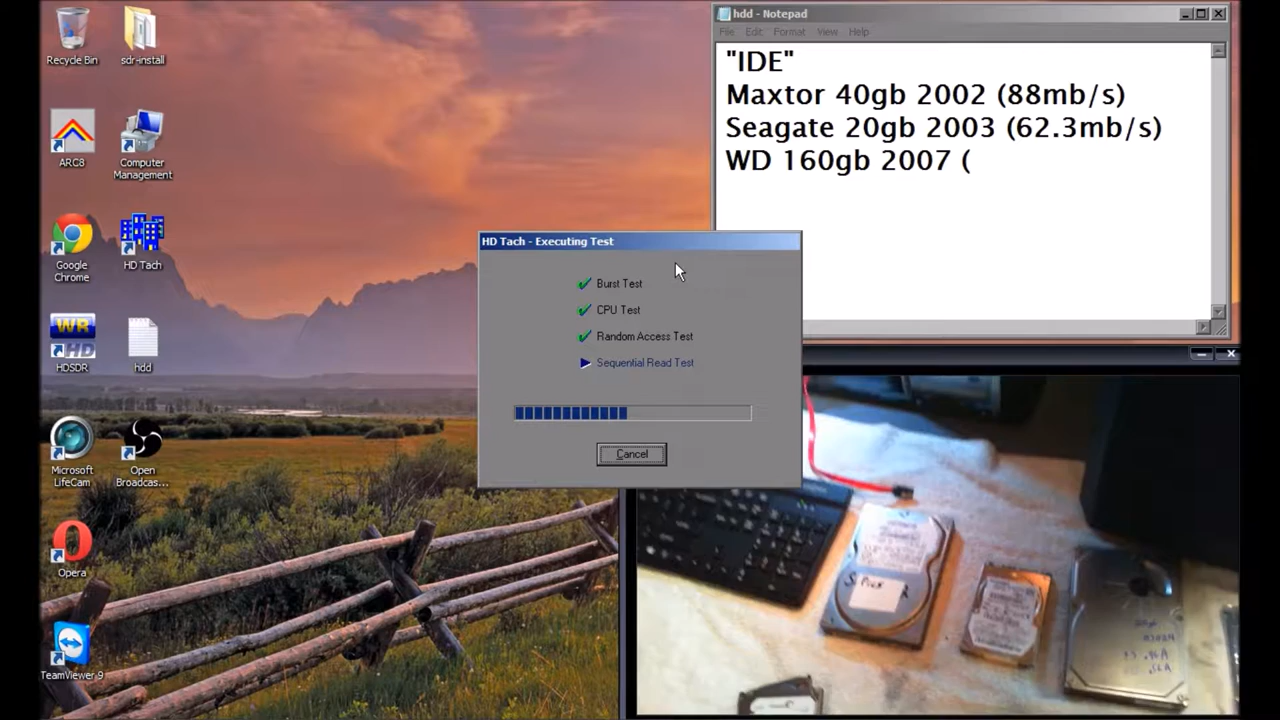 Recycle Bin
sdr-install
ARC8
Computer
Management
Google
Chrome
HD Tach
WR
HD
HDSDR
hdd
Microsoft
LifeCam
Open
Broadcas...
Opera
TeamViewer 9
hdd - Notepad
File Edit Format View Help
"IDE"
Maxtor 40gb 2002 (88mb/s)
Seagate 20gb 2003 (62.3mb/s)
WD 160gb 2007 (
HD Tach - Executing Test
Burst Test
CPU Test
Random Access Test
Sequential Read Test
Cancel